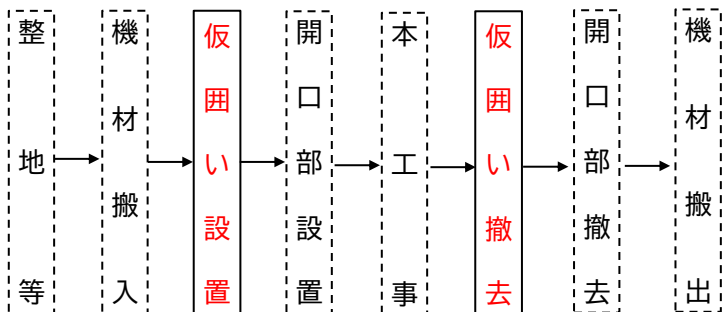 整地等
機材搬入
仮囲い設置
開口部設置
本工事
仮囲い撤去
開口部撤去
機材搬出